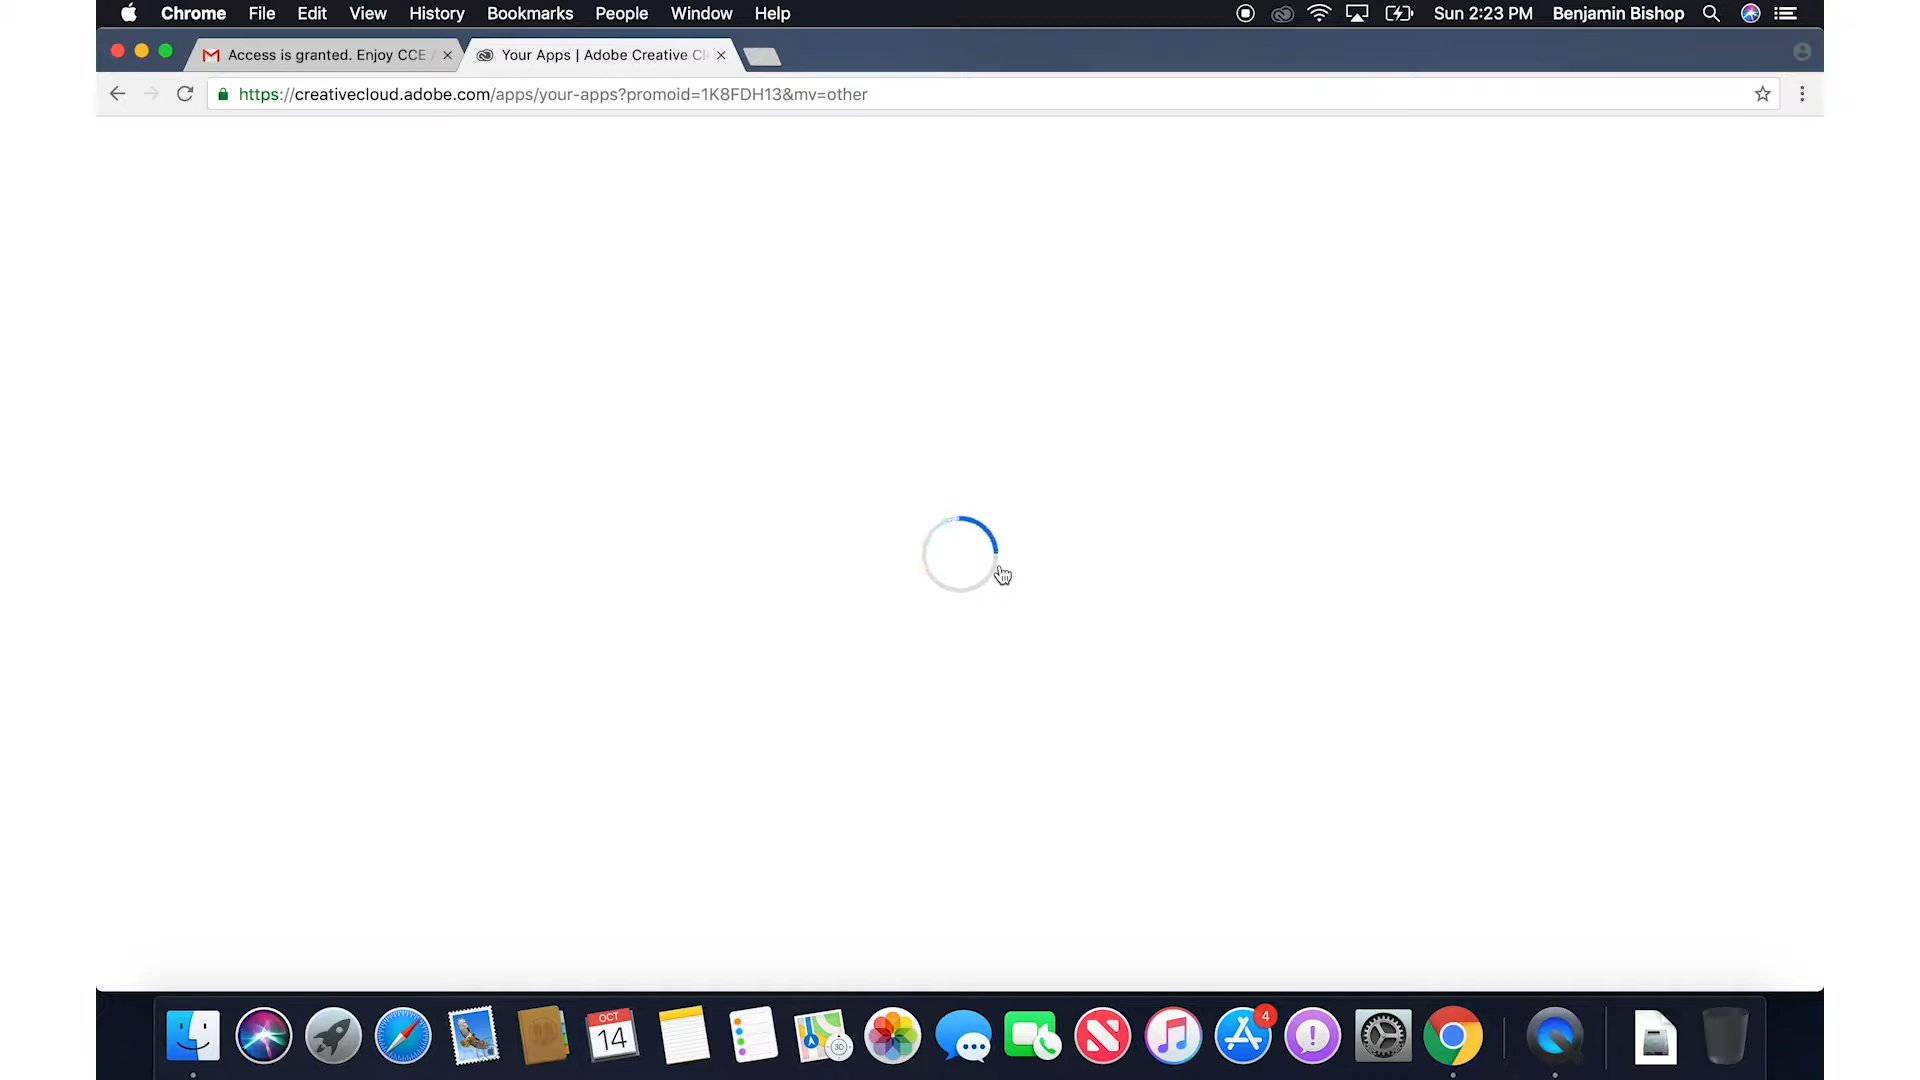 Chrome File Edit View History Bookmarks People Window Help Sun 2:23 PM Benjamin Bishop
Access is granted. Enjoy CCE Your Apps | Adobe Creative Cl
https://creativecloud.adobe.com/apps/your-apps?promoid=1K8FDH13&mv=other
OCT
14
3D
4